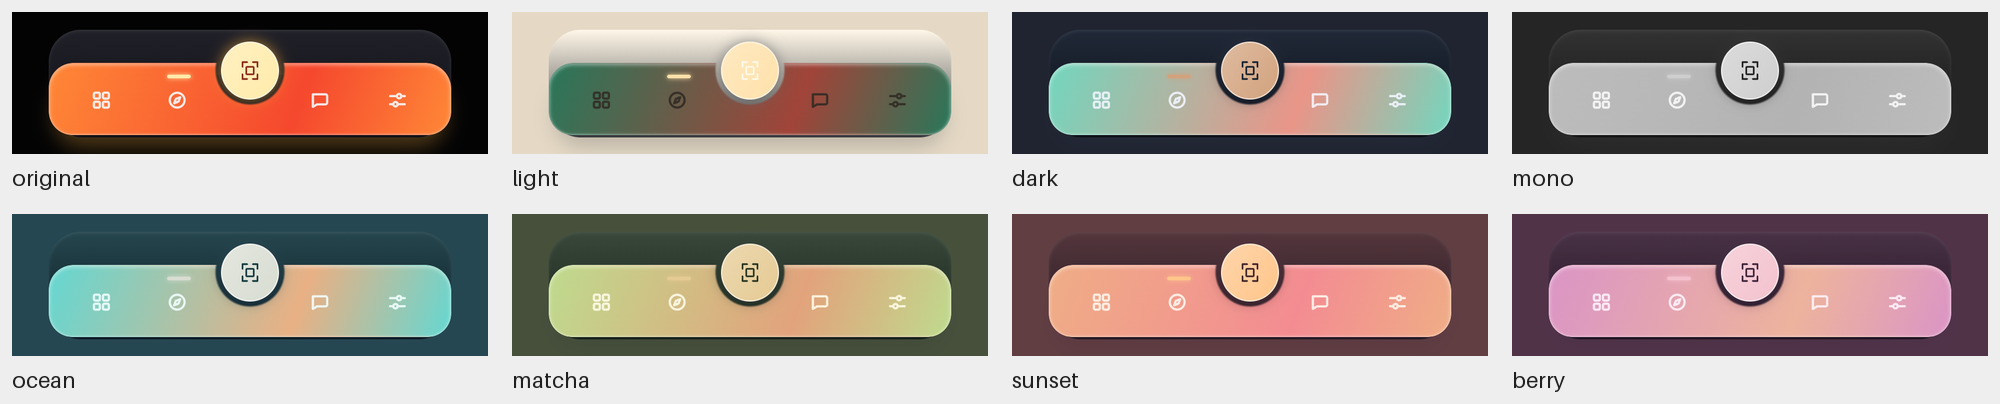 original
light
dark
mono
ocean
matcha
sunset
berry